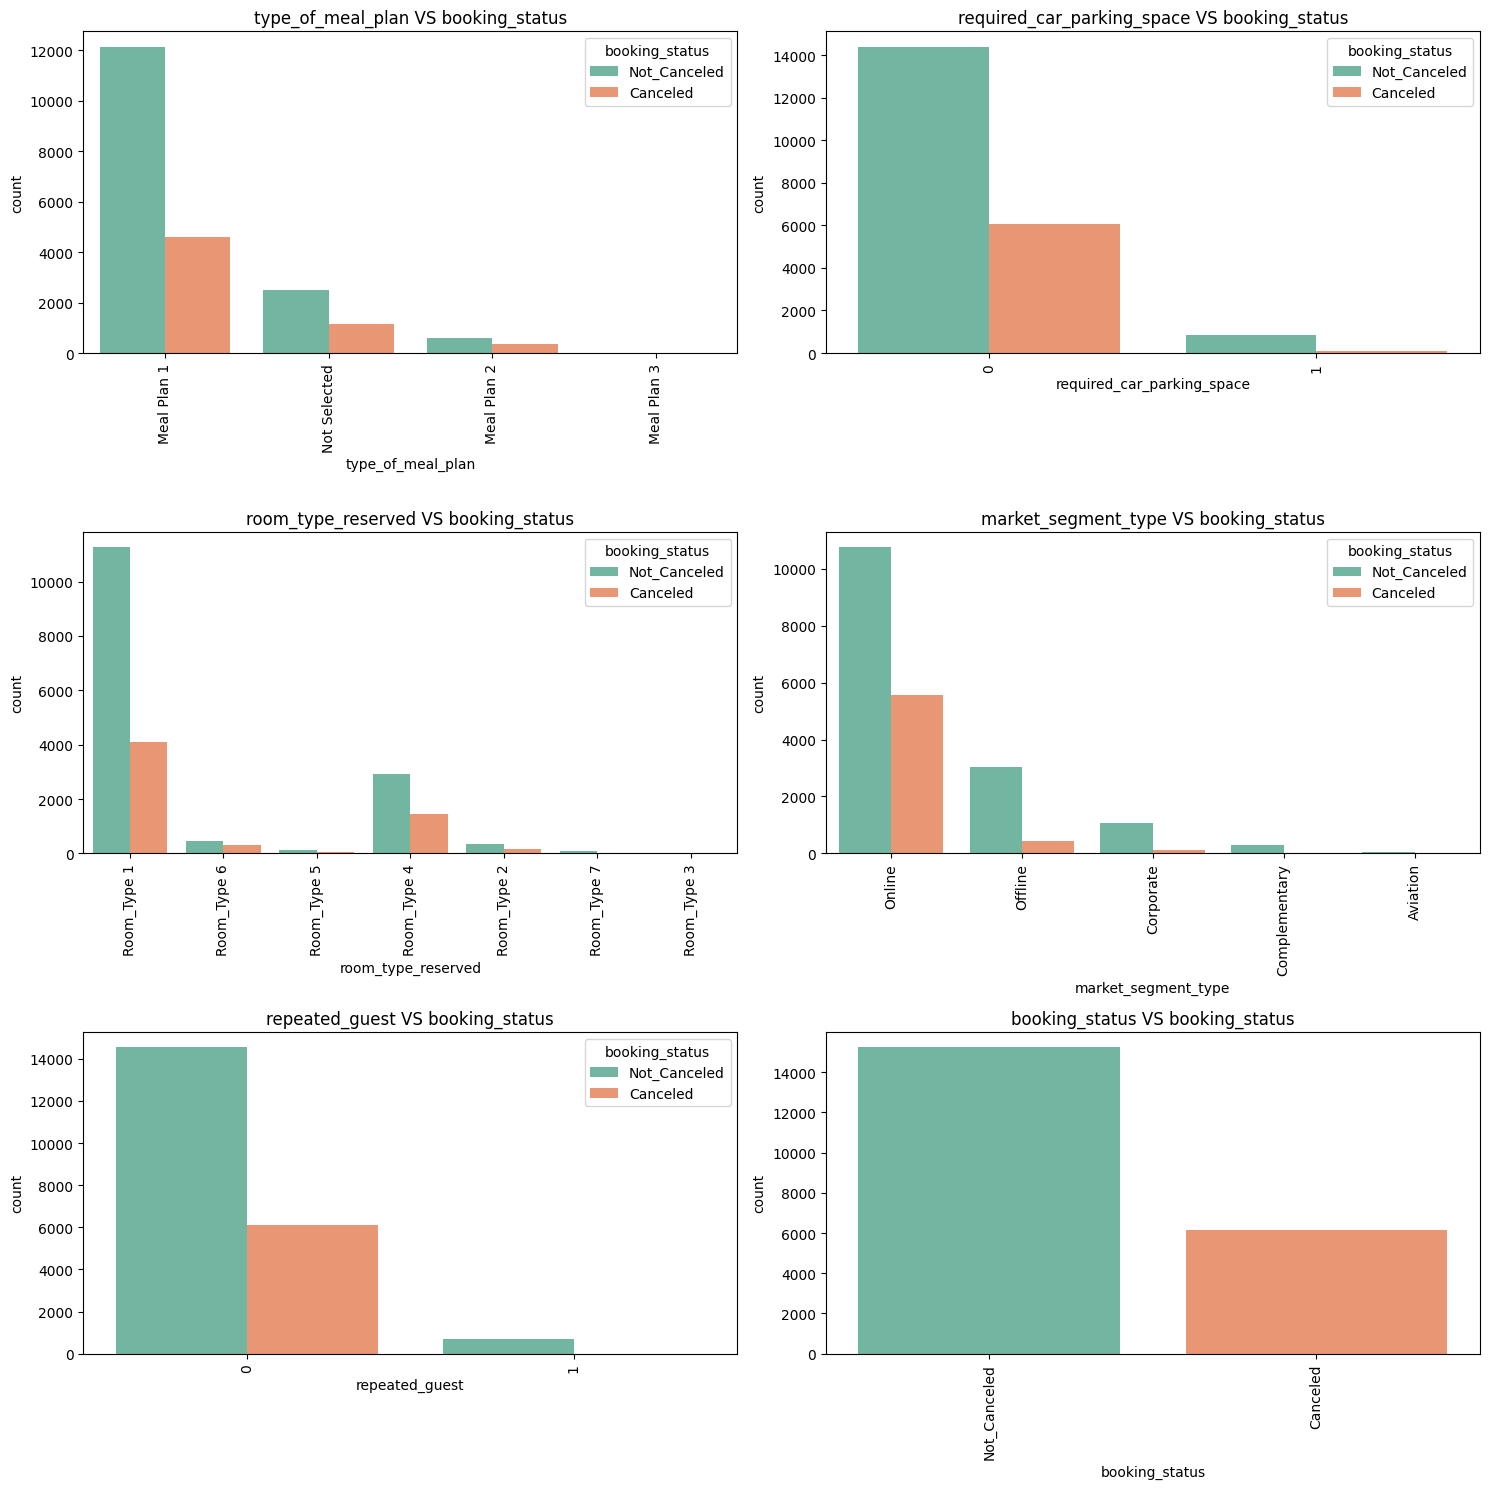 type_of_meal_plan VS booking_status
12000
10000
8000
6000
4000
2000
0
count
booking_status
Not_Canceled
Canceled
Meal Plan 1
Not Selected
Meal Plan 2
Meal Plan 3
type_of_meal_plan
required_car_parking_space VS booking_status
14000
12000
10000
8000
6000
4000
2000
0
count
booking_status
Not_Canceled
Canceled
0
1
required_car_parking_space
room_type_reserved VS booking_status
10000
8000
6000
4000
2000
0
count
booking_status
Not_Canceled
Canceled
Room_Type 1
Room_Type 6
Room_Type 5
Room_Type 4
Room_Type 2
Room_Type 7
Room_Type 3
room_type_reserved
market_segment_type VS booking_status
10000
8000
6000
4000
2000
0
count
booking_status
Not_Canceled
Canceled
Online
Offline
Corporate
Complementary
Aviation
market_segment_type
repeated_guest VS booking_status
14000
12000
10000
8000
6000
4000
2000
0
count
booking_status
Not_Canceled
Canceled
0
1
repeated_guest
booking_status VS booking_status
14000
12000
10000
8000
6000
4000
2000
0
count
Not_Canceled
Canceled
booking_status